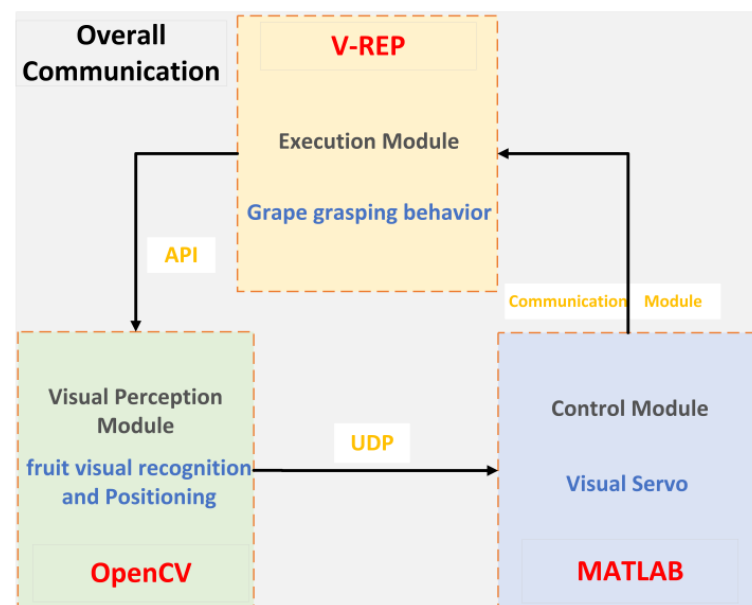 Overall
Communication
V-REP
Execution Module
Grape grasping behavior
API
Communication Module
Visual Perception
Module
fruit visual recognition
and Positioning
OpenCV
UDP
Control Module
Visual Servo
MATLAB